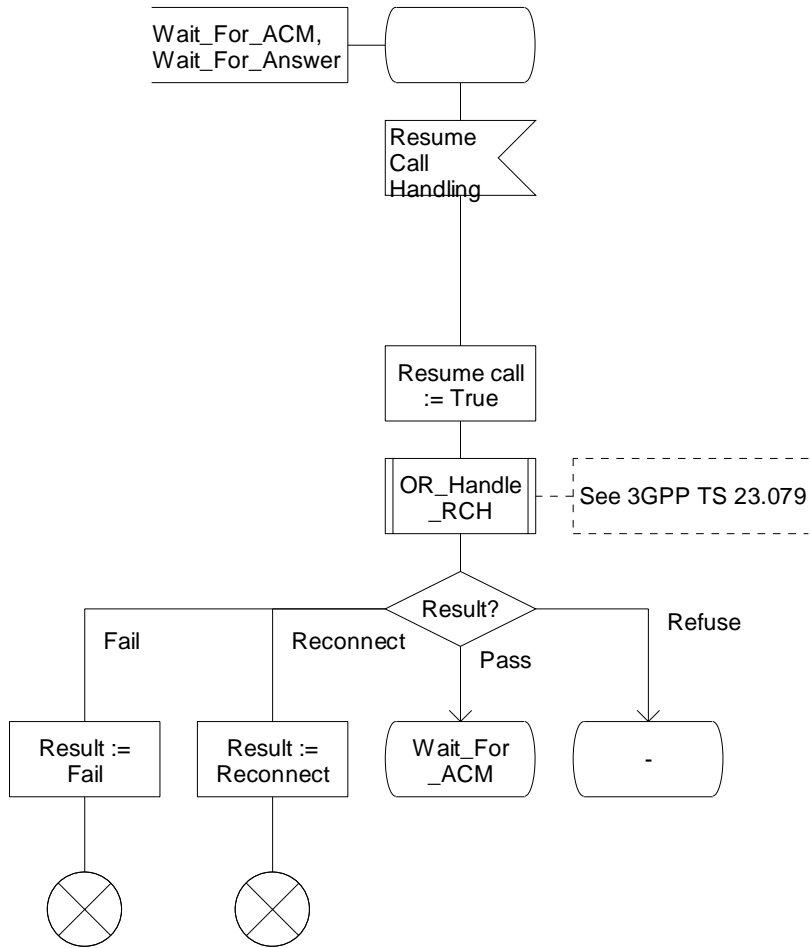 Wait_For_ACM,
Wait_For_Answer
Resume
Call
Handling
Resume call
:= True
OR_Handle
_RCH
See 3GPP TS 23.079
Result?
Fail
Reconnect
Pass
Refuse
Result :=
Fail
Result :=
Reconnect
Wait_For
_ACM
-